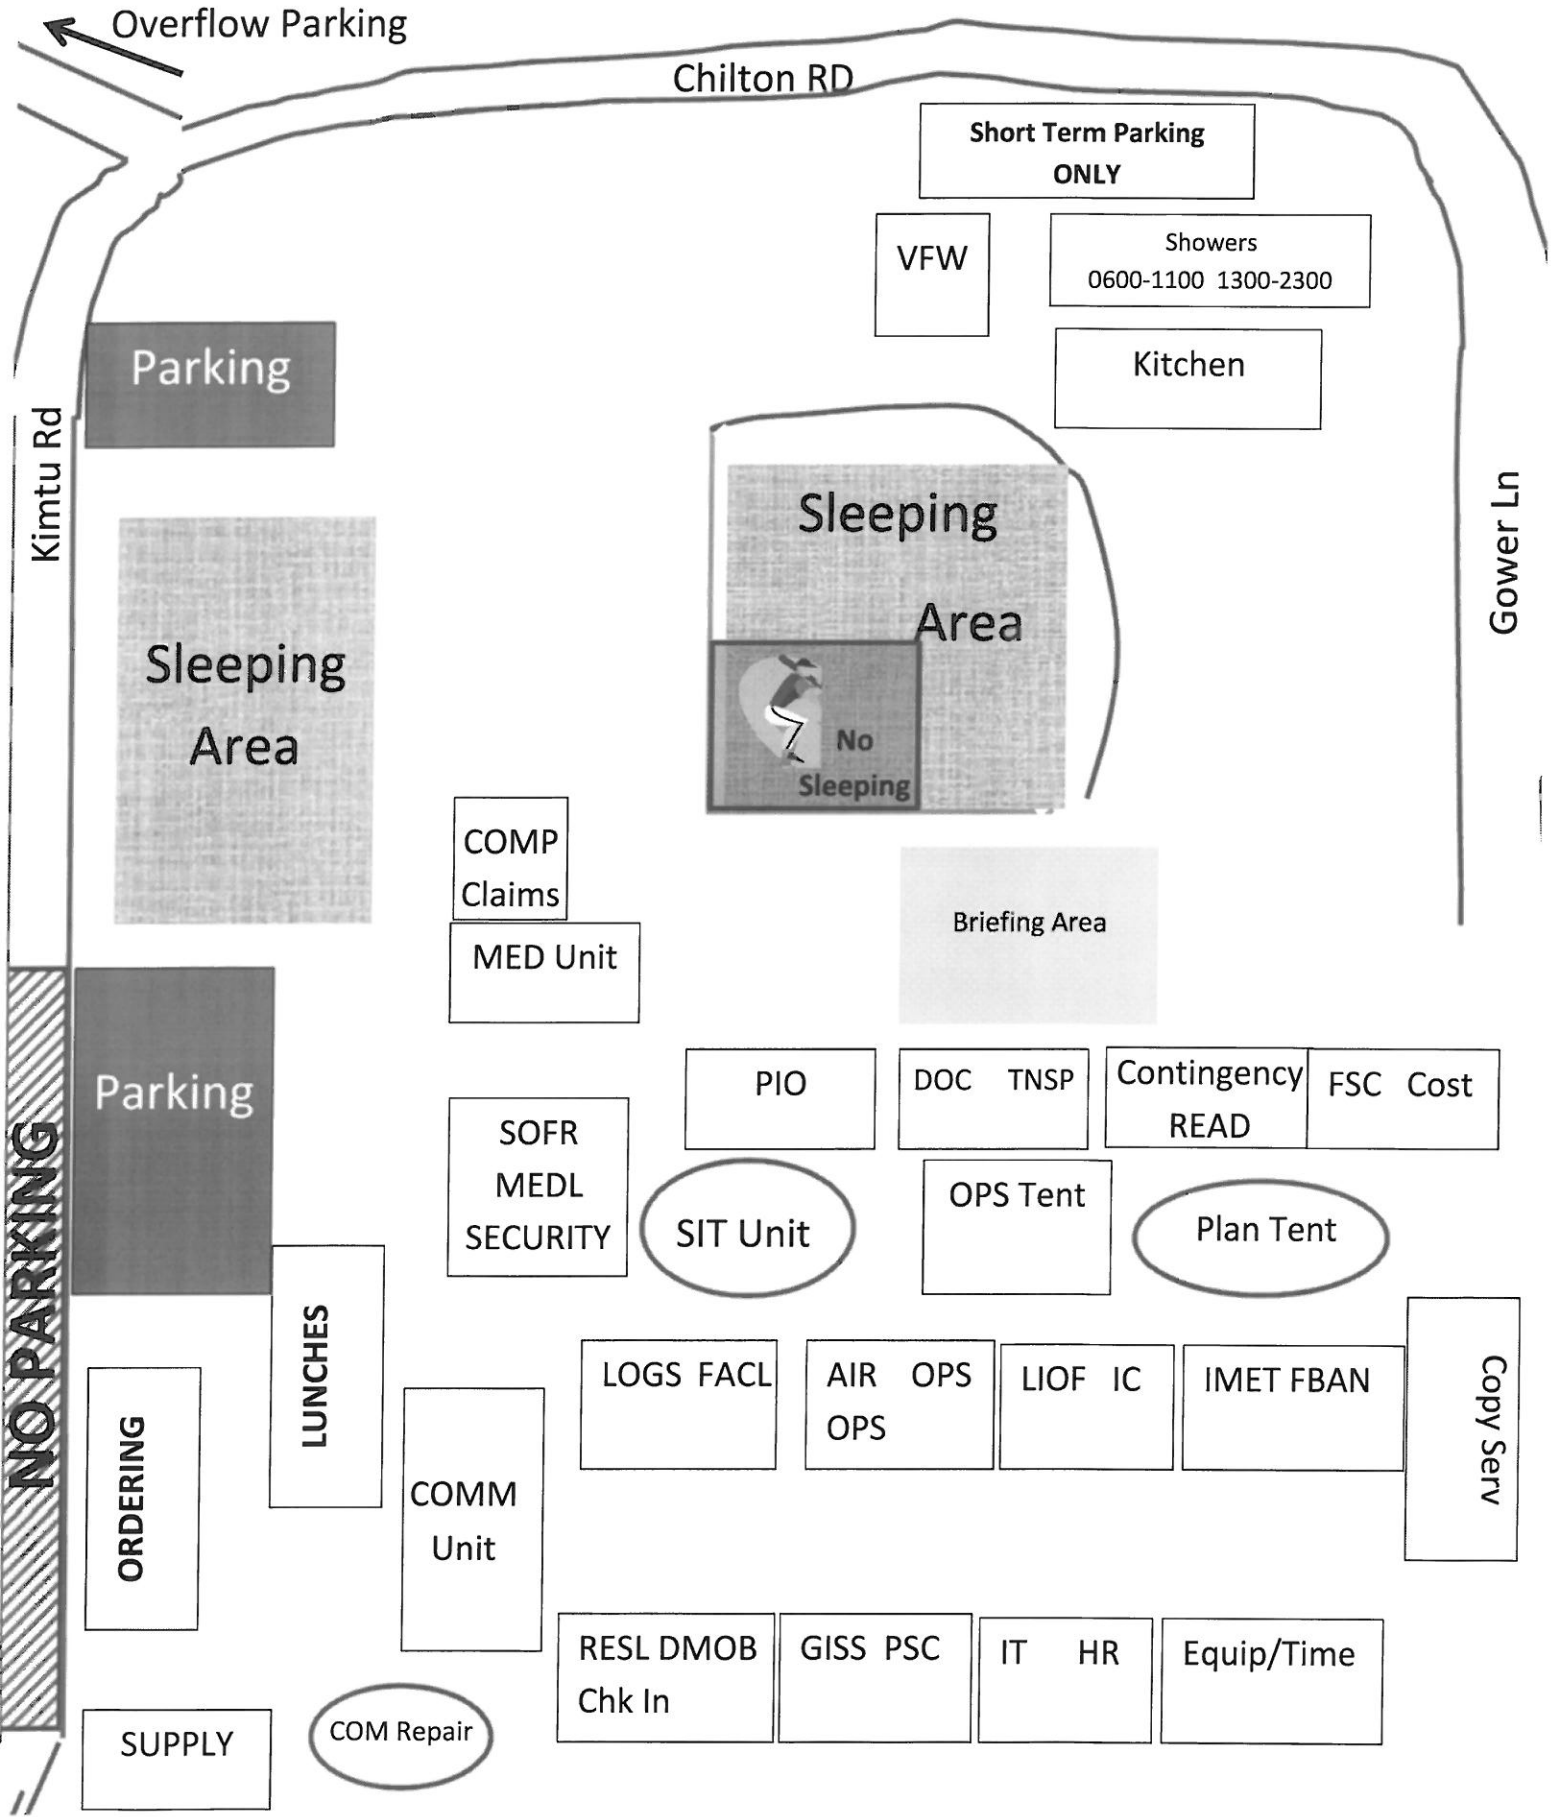 Overflow Parking
Chilton RD
Short Term Parking
ONLY
VFW
Showers
0600-1100 1300-2300
Kitchen
Parking
Kimtu Rd
Gower Ln
Sleeping
Area
Sleeping
Area
No
Sleeping
COMP
Claims
MED Unit
Briefing Area
Parking
NO PARKING
PIO
DOC TNSP
Contingency
READ
FSC Cost
SOFR
MEDL
SECURITY
SIT Unit
OPS Tent
Plan Tent
LUNCHES
ORDERING
COMM
Unit
LOGS FACL
AIR OPS
OPS
LIOF IC
IMET FBAN
Copy Serv
RESL DMOB
Chk In
GISS PSC
IT HR
Equip/Time
SUPPLY
COM Repair